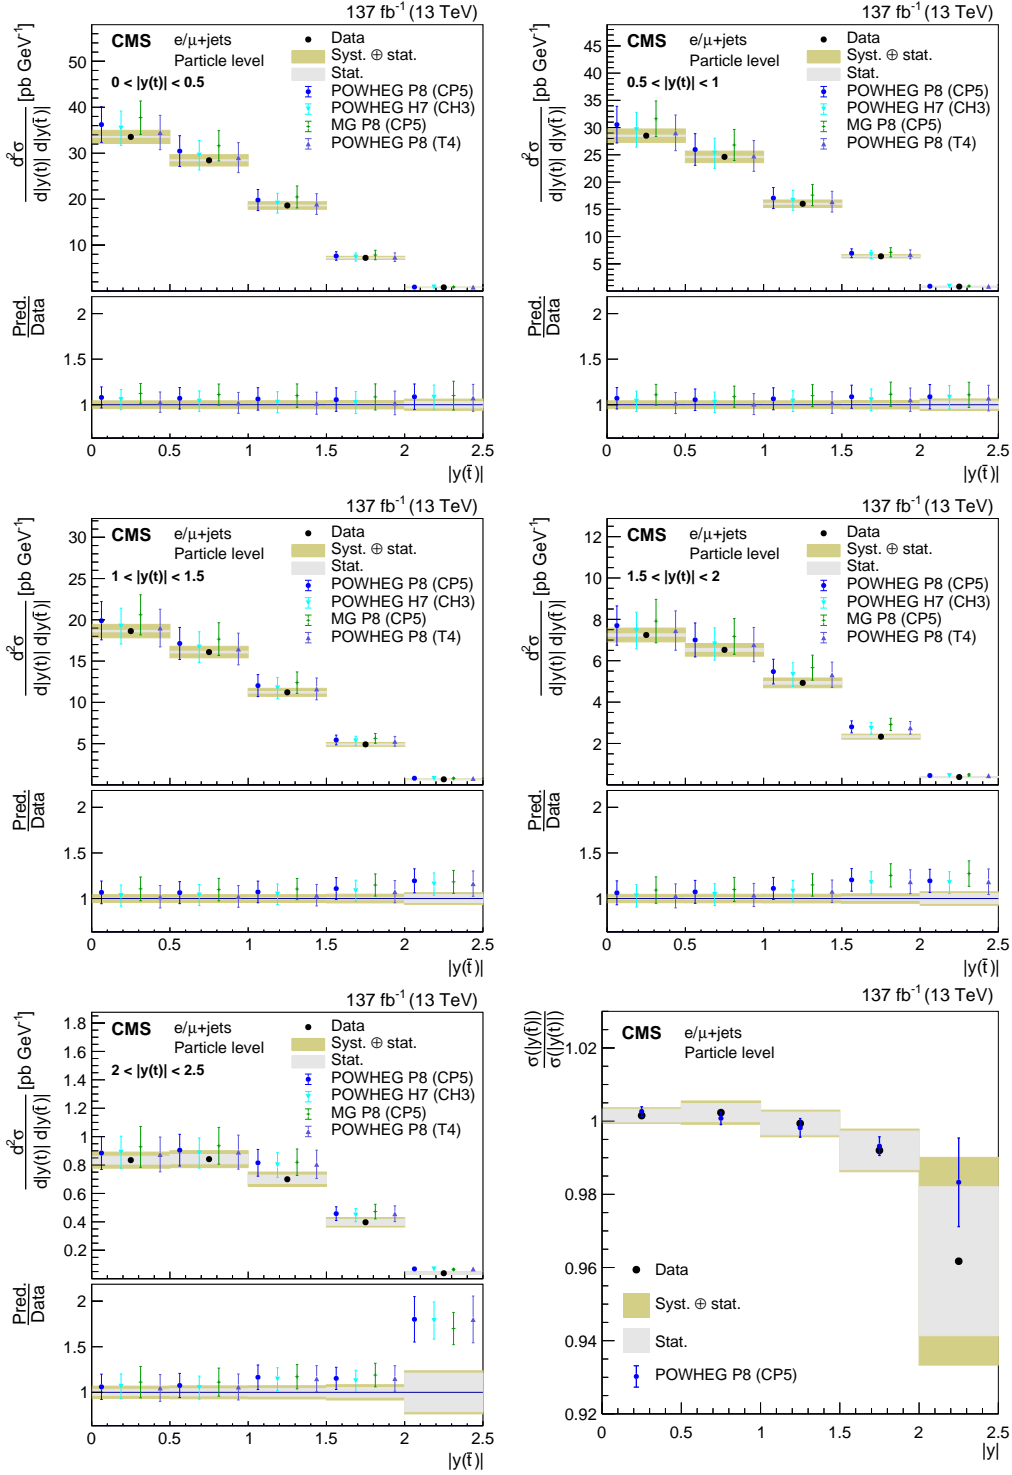 137 fb⁻¹ (13 TeV)
CMS e/μ+jets
Particle level
0 < |y(t)| < 0.5
Data
Syst. ⊕ stat.
Stat.
POWHEG P8 (CP5)
POWHEG H7 (CH3)
MG P8 (CP5)
POWHEG P8 (T4)
d²σ / d|y(t)| d|y(t̄)| [pb GeV⁻¹]
50
40
30
20
10
Pred. / Data
2
1.5
1
0 0.5 1 1.5 2 2.5
|y(t̄)|
137 fb⁻¹ (13 TeV)
CMS e/μ+jets
Particle level
0.5 < |y(t)| < 1
Data
Syst. ⊕ stat.
Stat.
POWHEG P8 (CP5)
POWHEG H7 (CH3)
MG P8 (CP5)
POWHEG P8 (T4)
d²σ / d|y(t)| d|y(t̄)| [pb GeV⁻¹]
45
40
35
30
25
20
15
10
5
Pred. / Data
2
1.5
1
0 0.5 1 1.5 2 2.5
|y(t̄)|
137 fb⁻¹ (13 TeV)
CMS e/μ+jets
Particle level
1 < |y(t)| < 1.5
Data
Syst. ⊕ stat.
Stat.
POWHEG P8 (CP5)
POWHEG H7 (CH3)
MG P8 (CP5)
POWHEG P8 (T4)
d²σ / d|y(t)| d|y(t̄)| [pb GeV⁻¹]
30
25
20
15
10
5
Pred. / Data
2
1.5
1
0 0.5 1 1.5 2 2.5
|y(t̄)|
137 fb⁻¹ (13 TeV)
CMS e/μ+jets
Particle level
1.5 < |y(t)| < 2
Data
Syst. ⊕ stat.
Stat.
POWHEG P8 (CP5)
POWHEG H7 (CH3)
MG P8 (CP5)
POWHEG P8 (T4)
d²σ / d|y(t)| d|y(t̄)| [pb GeV⁻¹]
12
10
8
6
4
2
Pred. / Data
2
1.5
1
0 0.5 1 1.5 2 2.5
|y(t̄)|
137 fb⁻¹ (13 TeV)
CMS e/μ+jets
Particle level
2 < |y(t)| < 2.5
Data
Syst. ⊕ stat.
Stat.
POWHEG P8 (CP5)
POWHEG H7 (CH3)
MG P8 (CP5)
POWHEG P8 (T4)
d²σ / d|y(t)| d|y(t̄)| [pb GeV⁻¹]
1.8
1.6
1.4
1.2
1
0.8
0.6
0.4
0.2
Pred. / Data
2
1.5
1
0 0.5 1 1.5 2 2.5
|y(t̄)|
137 fb⁻¹ (13 TeV)
CMS e/μ+jets
Particle level
σ(|y(t̄)|) / σ(|y(t)|)
1.02
1
0.98
0.96
0.94
0.92
Data
Syst. ⊕ stat.
Stat.
POWHEG P8 (CP5)
0 0.5 1 1.5 2 2.5
|y|